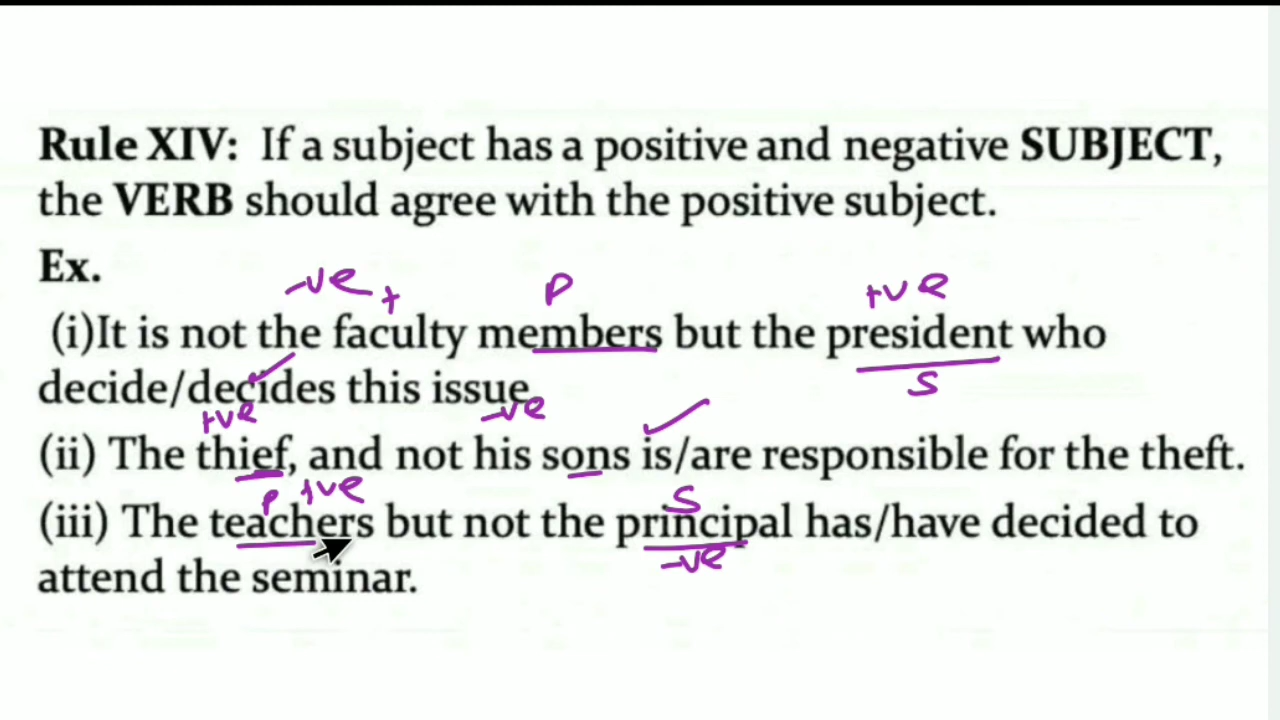 Rule XIV: If a subject has a positive and negative SUBJECT,
the VERB should agree with the positive subject.
Ex.
-ve + P +ve
(i)It is not the faculty members but the president who
S
decide/decides this issue
+ve -ve
(ii) The thief, and not his sons is/are responsible for the theft.
P +ve S
(iii) The teachers but not the principal has/have decided to
-ve
attend the seminar.